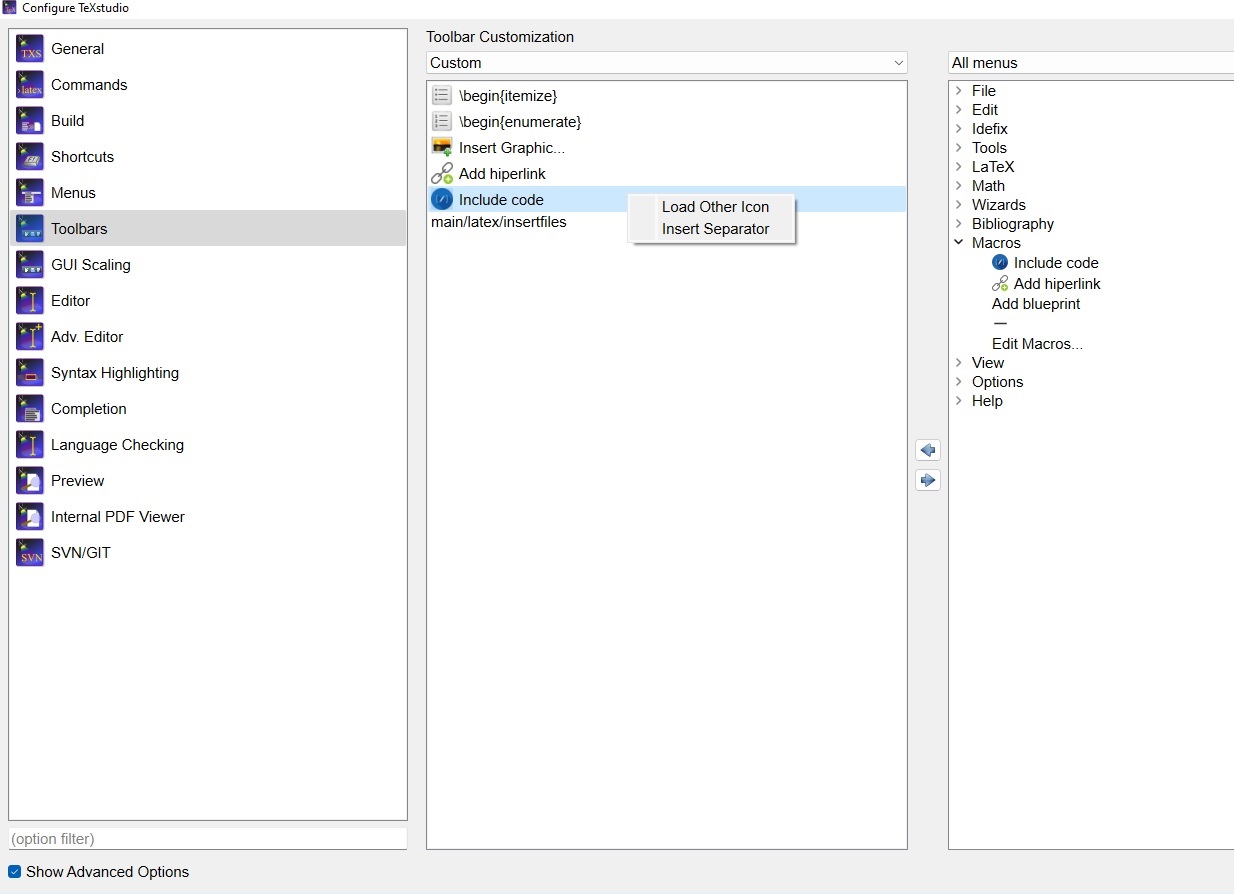 Configure TeXstudio
General
Commands
Build
Shortcuts
Menus
Toolbars
GUI Scaling
Editor
Adv. Editor
Syntax Highlighting
Completion
Language Checking
Preview
Internal PDF Viewer
SVN/GIT
(option filter)
Show Advanced Options
Toolbar Customization
Custom
\begin{itemize}
\begin{enumerate}
Insert Graphic...
Add hiperlink
Include code
main/latex/insertfiles
Load Other Icon
Insert Separator
All menus
File
Edit
Idefix
Tools
LaTeX
Math
Wizards
Bibliography
Macros
Include code
Add hiperlink
Add blueprint
—
Edit Macros...
View
Options
Help